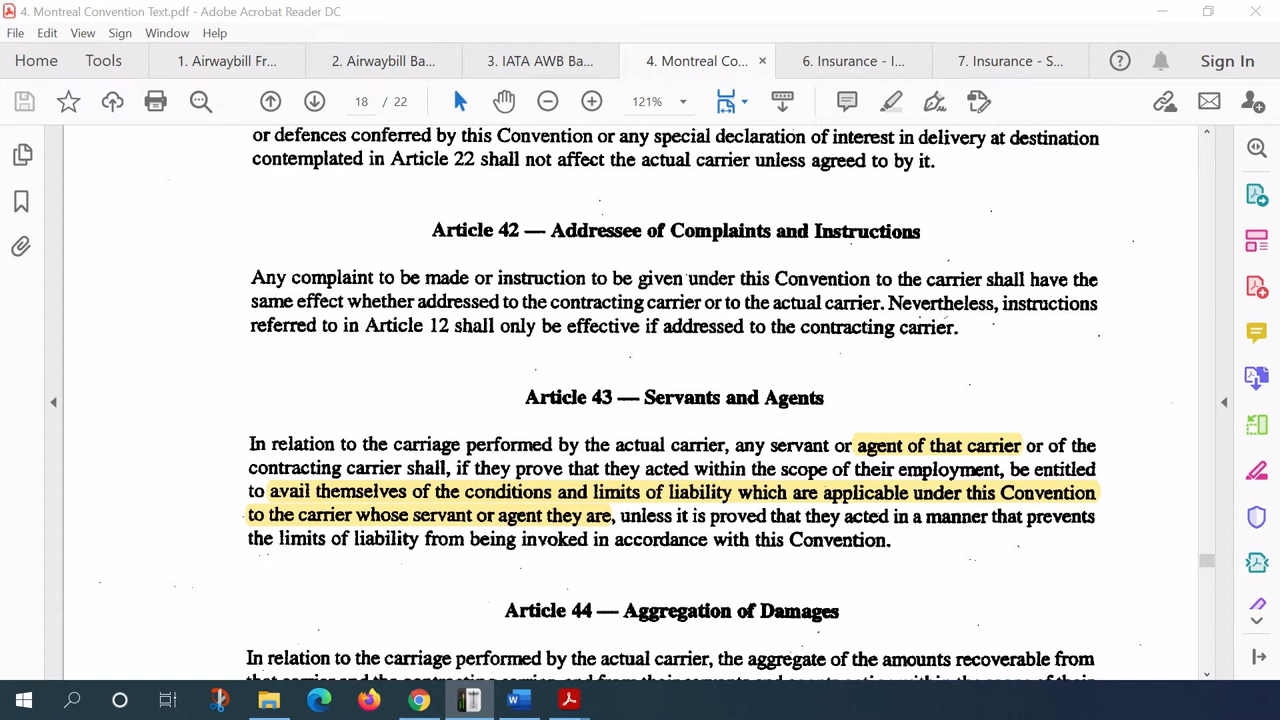 4. Montreal Convention Text.pdf - Adobe Acrobat Reader DC
File Edit View Sign Window Help
Home Tools 1. Airwaybill Fr... 2. Airwaybill Ba... 3. IATA AWB Ba... 4. Montreal Co... × 6. Insurance - I... 7. Insurance - S... Sign In
18 / 22 121%
or defences conferred by this Convention or any special declaration of interest in delivery at destination
contemplated in Article 22 shall not affect the actual carrier unless agreed to by it.
Article 42 — Addressee of Complaints and Instructions
Any complaint to be made or instruction to be given under this Convention to the carrier shall have the
same effect whether addressed to the contracting carrier or to the actual carrier. Nevertheless, instructions
referred to in Article 12 shall only be effective if addressed to the contracting carrier.
Article 43 — Servants and Agents
In relation to the carriage performed by the actual carrier, any servant or agent of that carrier or of the
contracting carrier shall, if they prove that they acted within the scope of their employment, be entitled
to avail themselves of the conditions and limits of liability which are applicable under this Convention
to the carrier whose servant or agent they are, unless it is proved that they acted in a manner that prevents
the limits of liability from being invoked in accordance with this Convention.
Article 44 — Aggregation of Damages
In relation to the carriage performed by the actual carrier, the aggregate of the amounts recoverable from